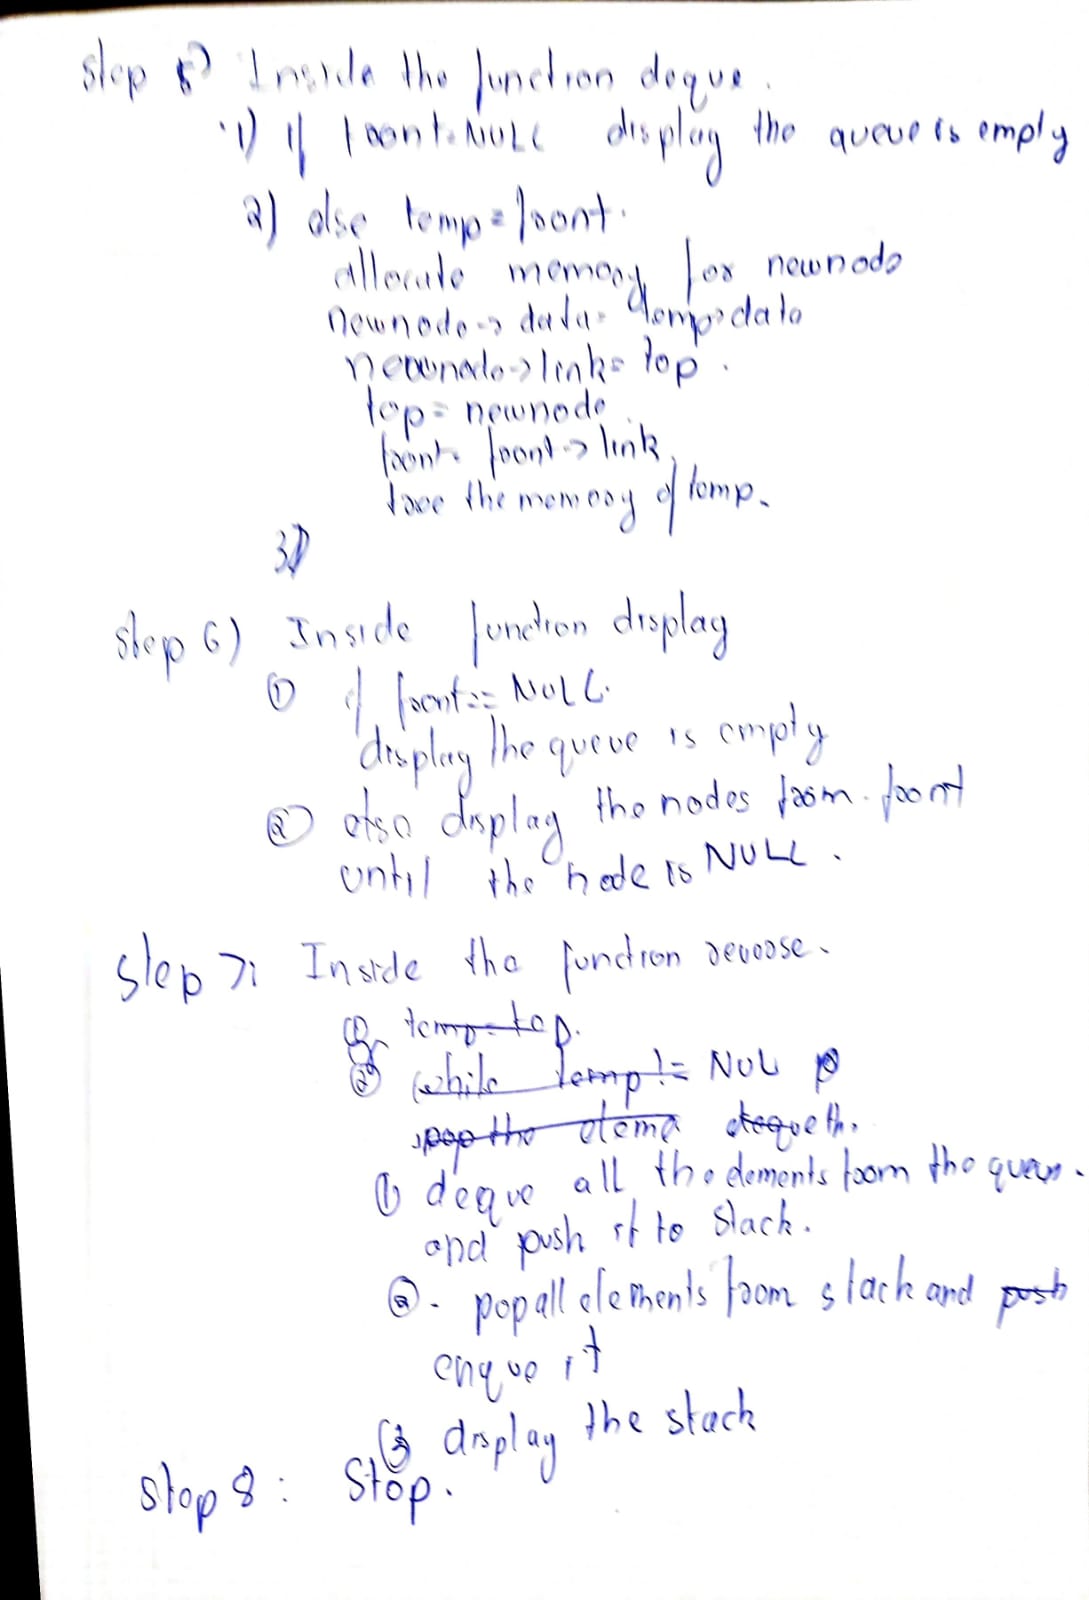 Step 5) Inside the function deque.
1) if front=NULL display the queue is empty
2) else temp=front.
allocate memory for newnode
newnode->data=temp->data
newnode->link=top.
top=newnode
front=front->link
free the memory of temp.
3)
Step 6) Inside function display
① if front==NULL.
display the queue is empty
② else display the nodes from front
until the node is NULL.
Step 7: Inside the function reverse.
① temp=top.
② while temp!=NUL
pop the elems
① deque all the elements from the queue.
and push it to stack.
②. pop all elements from stack and push
enque it
③ display the stack
Step 8: Stop.